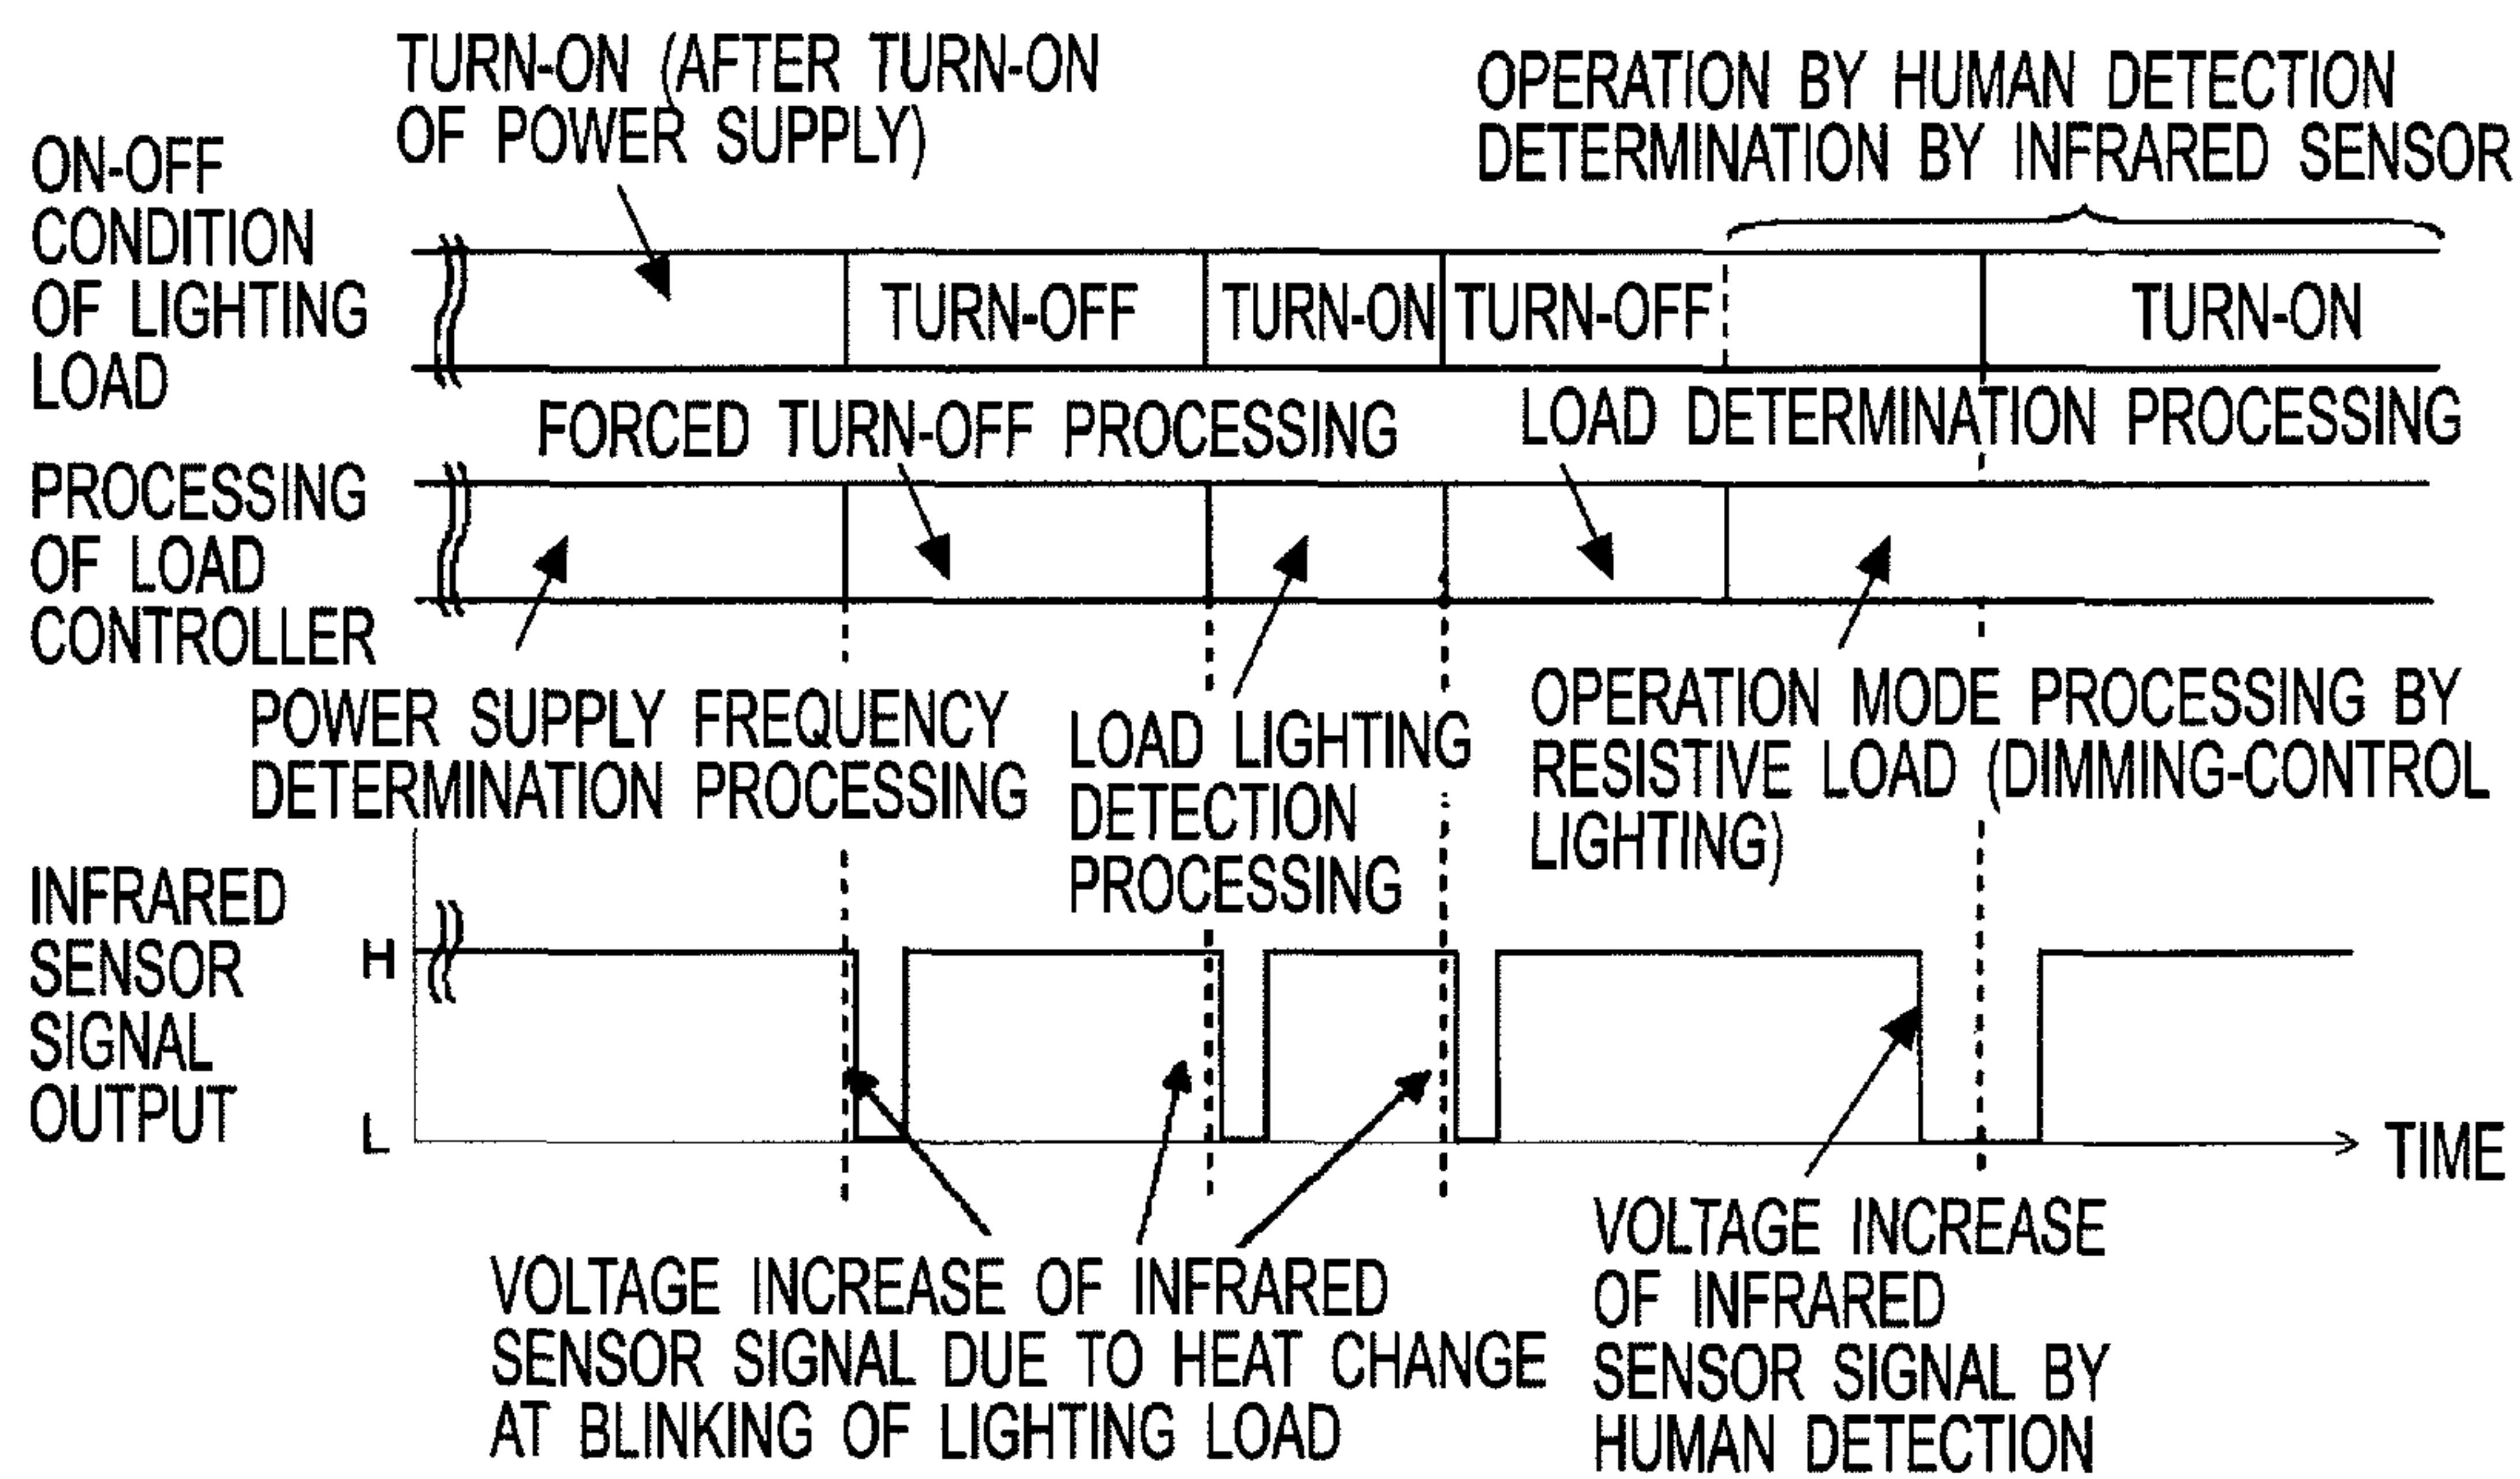 TURN-ON (AFTER TURN-ON
OF POWER SUPPLY)
OPERATION BY HUMAN DETECTION
DETERMINATION BY INFRARED SENSOR
ON-OFF
CONDITION
OF LIGHTING
LOAD
TURN-OFF
TURN-ON
TURN-OFF
TURN-ON
FORCED TURN-OFF PROCESSING
LOAD DETERMINATION PROCESSING
PROCESSING
OF LOAD
CONTROLLER
POWER SUPPLY FREQUENCY
DETERMINATION PROCESSING
LOAD LIGHTING
DETECTION
PROCESSING
OPERATION MODE PROCESSING BY
RESISTIVE LOAD (DIMMING-CONTROL
LIGHTING)
INFRARED
SENSOR
SIGNAL
OUTPUT
H
L
TIME
VOLTAGE INCREASE OF INFRARED
SENSOR SIGNAL DUE TO HEAT CHANGE
AT BLINKING OF LIGHTING LOAD
VOLTAGE INCREASE
OF INFRARED
SENSOR SIGNAL BY
HUMAN DETECTION